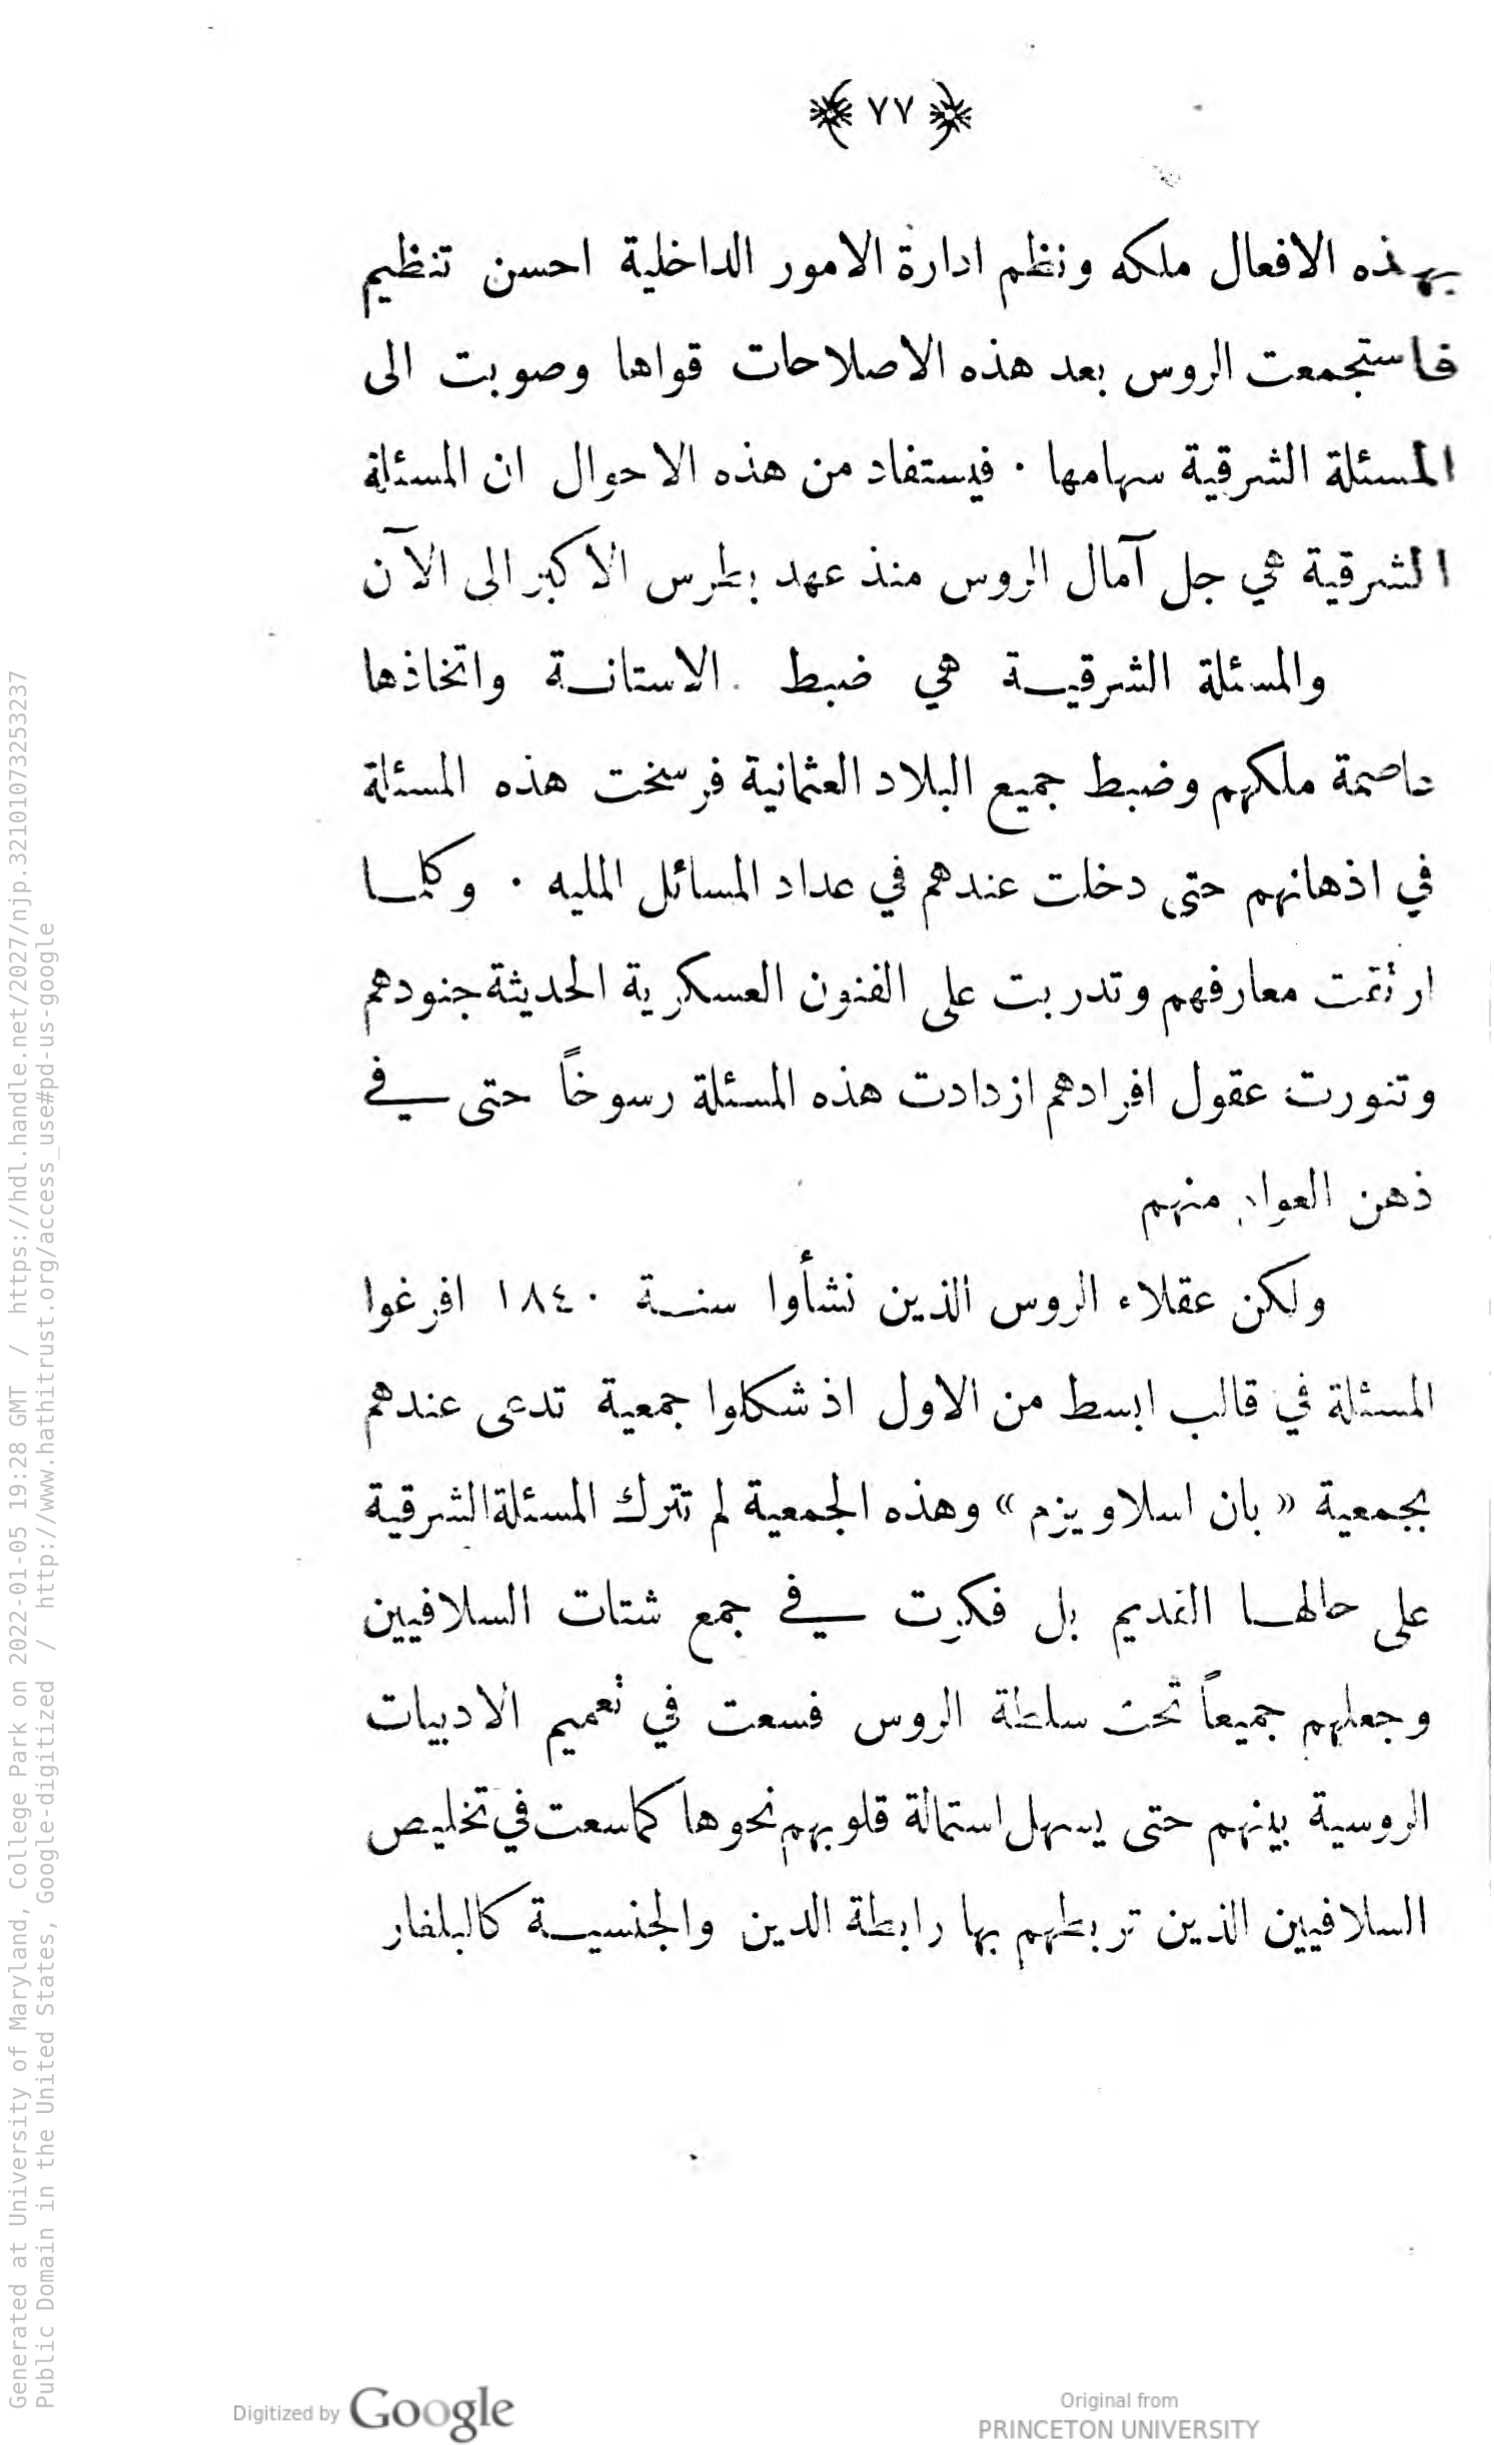 ٧٧
بهذه الافعال ملكه ونظم ادارة الامور الداخلية احسن تنظيم
فاستجمعت الروس بعد هذه الاصلاحات قواها وصوبت الى
المسئلة الشرقية سهامها ٠ فيستفاد من هذه الاحوال ان المسئلة
الشرقية هي جل آمال الروس منذ عهد بطرس الاكبر الى الآن
والمسئلة الشرقيـة هي ضبط الاستانـة واتخاذها
عاصمة ملكهم وضبط جميع البلاد العثمانية فرسخت هذه المسئلة
في اذهانهم حتى دخلت عندهم في عداد المسائل المليه ٠ وكلـا
ارثقت معارفهم وتدربت على الفنون العسكرية الحديثة جنودهم
وتنورت عقول افرادهم ازدادت هذه المسئلة رسوخاً حتى في
ذهن العوام منهم
ولكن عقلاء الروس الذين نشأوا سنـة ١٨٤٠ افرغوا
المسئلة في قالب ابسط من الاول اذ شكلوا جمعية تدعى عندهم
بجمعية « بان اسلاويزم » وهذه الجمعية لم تترك المسئلة الشرقية
على حالهـا القديم بل فكرت في جمع شتات السلافيين
وجعلهم جميعاً تحت سلطة الروس فسعت في تعميم الادبيات
الروسية بينهم حتى يسهل استمالة قلوبهم نحوها كما سعت في تخليص
السلافيين الذين تربطهم بها رابطة الدين والجنسيـة كالبلغار
Digitized by Google
Original from
PRINCETON UNIVERSITY
Generated at University of Maryland, College Park on 2022-01-05 19:28 GMT / https://hdl.handle.net/2027/njp.32101073253237
Public Domain in the United States, Google-digitized / http://www.hathitrust.org/access_use#pd-us-google